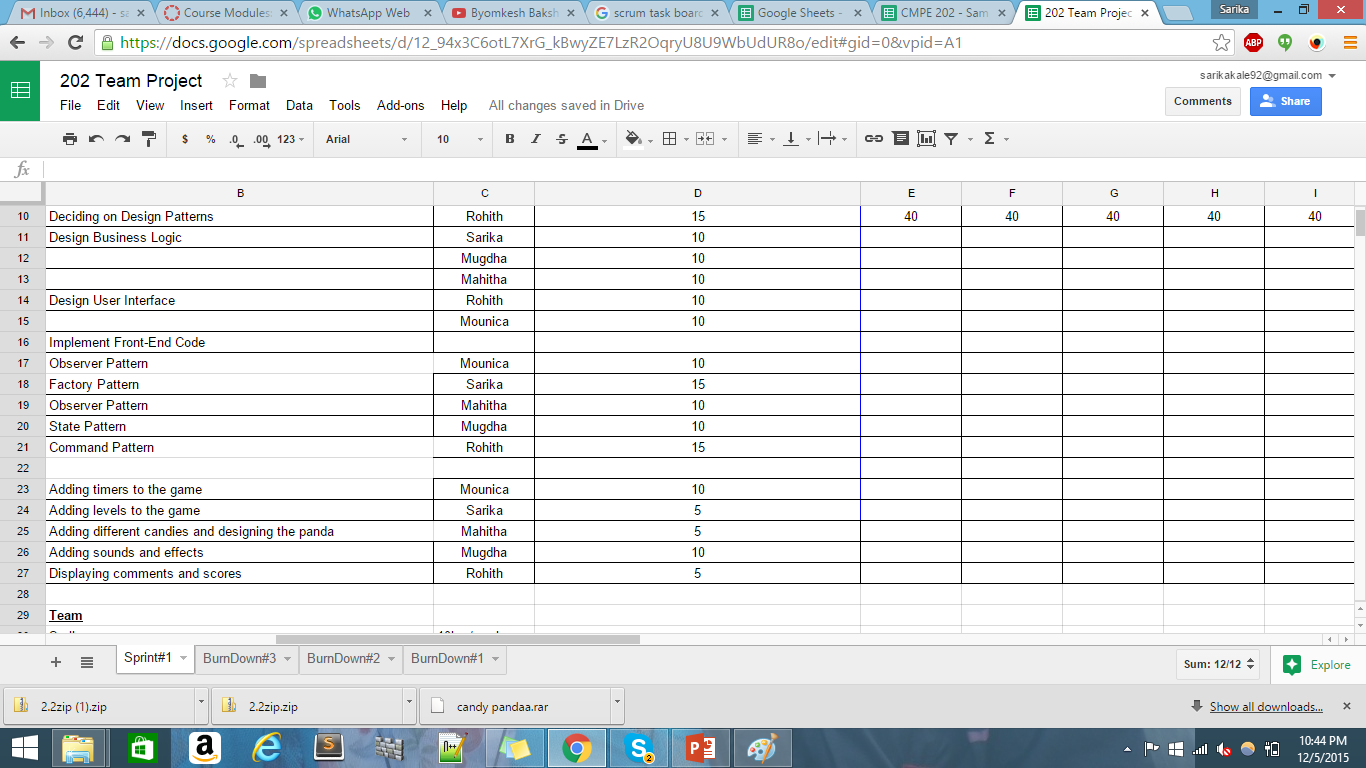 Inbox (6,444) - sa
Course Modules:
WhatsApp Web
Byomkesh Baksh
scrum task board
Google Sheets -
CMPE 202 - Sam
202 Team Projec
Sarika
https://docs.google.com/spreadsheets/d/12_94x3C6otL7XrG_kBwyZE7LzR2OqryU8U9WbUdUR8o/edit#gid=0&vpid=A1
ABP
202 Team Project
sarikakale92@gmail.com
File Edit View Insert Format Data Tools Add-ons Help All changes saved in Drive
Comments
Share
$ % .0 .00 123 Arial 10 B I S A Σ
fx
B C D E F G H I
10 Deciding on Design Patterns Rohith 15 40 40 40 40 40
11 Design Business Logic Sarika 10
12 Mugdha 10
13 Mahitha 10
14 Design User Interface Rohith 10
15 Mounica 10
16 Implement Front-End Code
17 Observer Pattern Mounica 10
18 Factory Pattern Sarika 15
19 Observer Pattern Mahitha 10
20 State Pattern Mugdha 10
21 Command Pattern Rohith 15
22
23 Adding timers to the game Mounica 10
24 Adding levels to the game Sarika 5
25 Adding different candies and designing the panda Mahitha 5
26 Adding sounds and effects Mugdha 10
27 Displaying comments and scores Rohith 5
28
29 Team
Sprint#1 BurnDown#3 BurnDown#2 BurnDown#1 Sum: 12/12 Explore
2.2zip (1).zip 2.2zip.zip candy pandaa.rar Show all downloads...
10:44 PM
12/5/2015